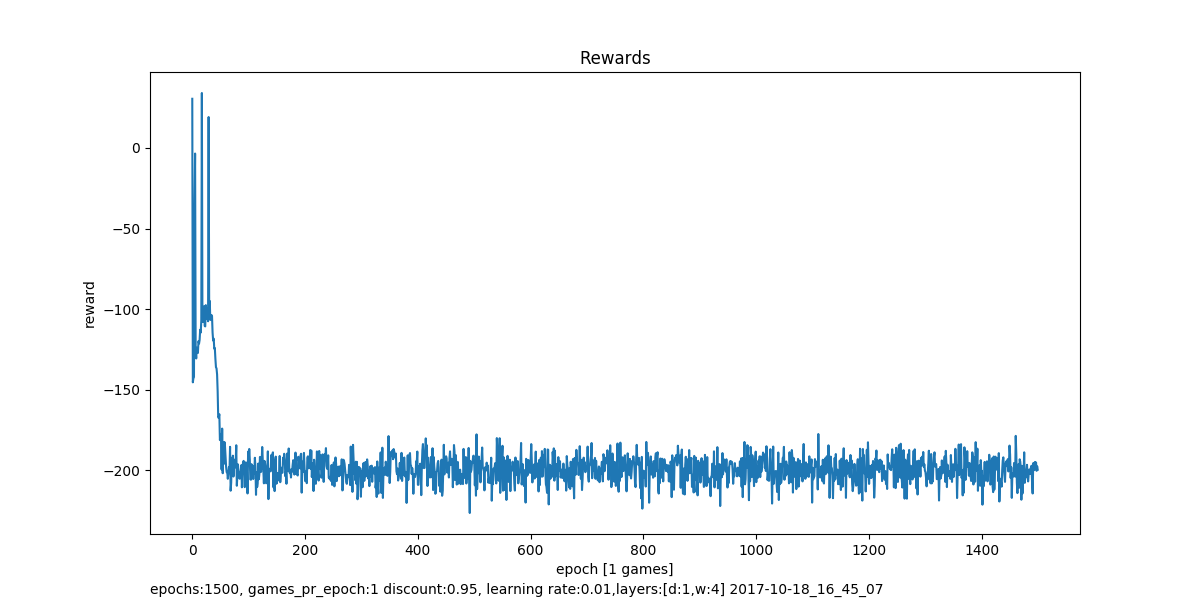 Rewards
0
−50
−100
−150
−200
reward
0 200 400 600 800 1000 1200 1400
epoch [1 games]
epochs:1500, games_pr_epoch:1 discount:0.95, learning rate:0.01,layers:[d:1,w:4] 2017-10-18_16_45_07